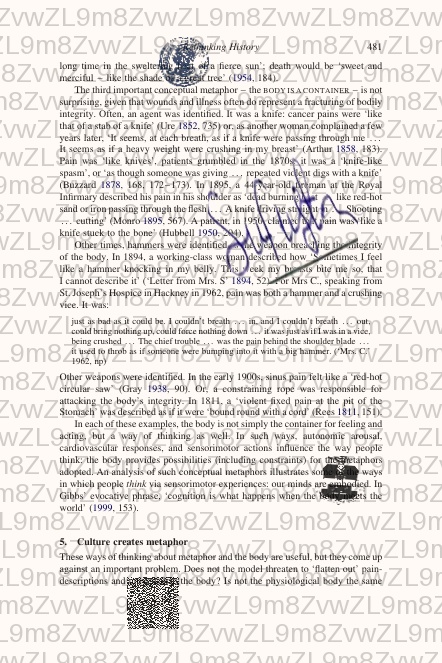 Rethinking History 481
long time in the sweltering heat of a fierce sun'; death would be 'sweet and
merciful – like the shade of a great tree' (1954, 184).
The third important conceptual metaphor – the BODY IS A CONTAINER – is not
surprising, given that wounds and illness often do represent a fracturing of bodily
integrity. Often, an agent was identified. It was a knife: cancer pains were 'like
that of a stab of a knife' (Ure 1852, 735) or, as another woman complained a few
years later, 'It seems, at each breath, as if a knife were passing through me …
It seems as if a heavy weight were crushing in my breast' (Arthur 1858, 183).
Pain was 'like knives', patients grumbled in the 1870s; it was a 'knife-like
spasm', or 'as though someone was giving … repeated violent digs with a knife'
(Buzzard 1878, 168, 172–173). In 1895, a 44-year-old fireman at the Royal
Infirmary described his pain in his shoulder as 'dead burning … like red-hot
sand or iron passing through the flesh … A knife driving straight in … Shooting
… cutting' (Monro 1895, 567). A patient, in 1950, claimed that pain was 'like a
knife stuck to the bone' (Hubbell 1950, 224).
Other times, hammers were identified as the weapon breaching the integrity
of the body. In 1894, a working-class woman described how 'Sometimes I feel
like a hammer knocking in my belly. This week my breasts bite me so, that
I cannot describe it' ('Letter from Mrs. S' 1894, 52). For Mrs C., speaking from
St. Joseph's Hospice in Hackney in 1962, pain was both a hammer and a crushing
vice. It was:
just as bad as it could be. I couldn't breath … in, and I couldn't breath … out,
could bring nothing up, could force nothing down … it was just as if I was in a vice,
being crushed … The chief trouble … was the pain behind the shoulder blade …
it used to throb as if someone were bumping into it with a big hammer. ('Mrs. C.'
1962, np)
Other weapons were identified. In the early 1900s, sinus pain felt like a 'red-hot
circular saw' (Gray 1938, 90). Or, a constraining rope was responsible for
attacking the body's integrity. In 1811, a 'violent fixed pain at the pit of the
Stomach' was described as if it were 'bound round with a cord' (Rees 1811, 151).
In each of these examples, the body is not simply the container for feeling and
acting, but a way of thinking as well. In such ways, autonomic arousal,
cardiovascular responses, and sensorimotor actions influence the way people
think; the body provides possibilities (including constraints) for the metaphors
adopted. An analysis of such conceptual metaphors illustrates some of the ways
in which people think via sensorimotor experiences: our minds are embodied. In
Gibbs' evocative phrase, 'cognition is what happens when the body meets the
world' (1999, 153).
5. Culture creates metaphor
These ways of thinking about metaphor and the body are useful, but they come up
against an important problem. Does not the model threaten to 'flatten out' pain-
descriptions and the body? Is not the physiological body the same